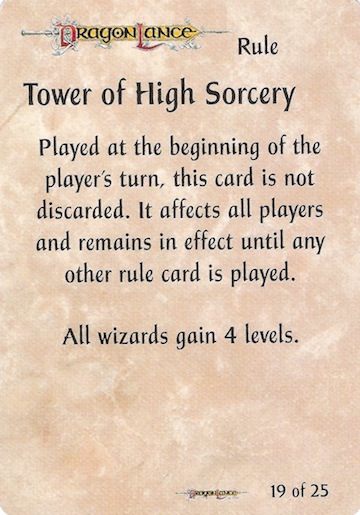 DRAGONLANCE
Rule
Tower of High Sorcery
Played at the beginning of the
player's turn, this card is not
discarded. It affects all players
and remains in effect until any
other rule card is played.
All wizards gain 4 levels.
DRAGONLANCE
19 of 25